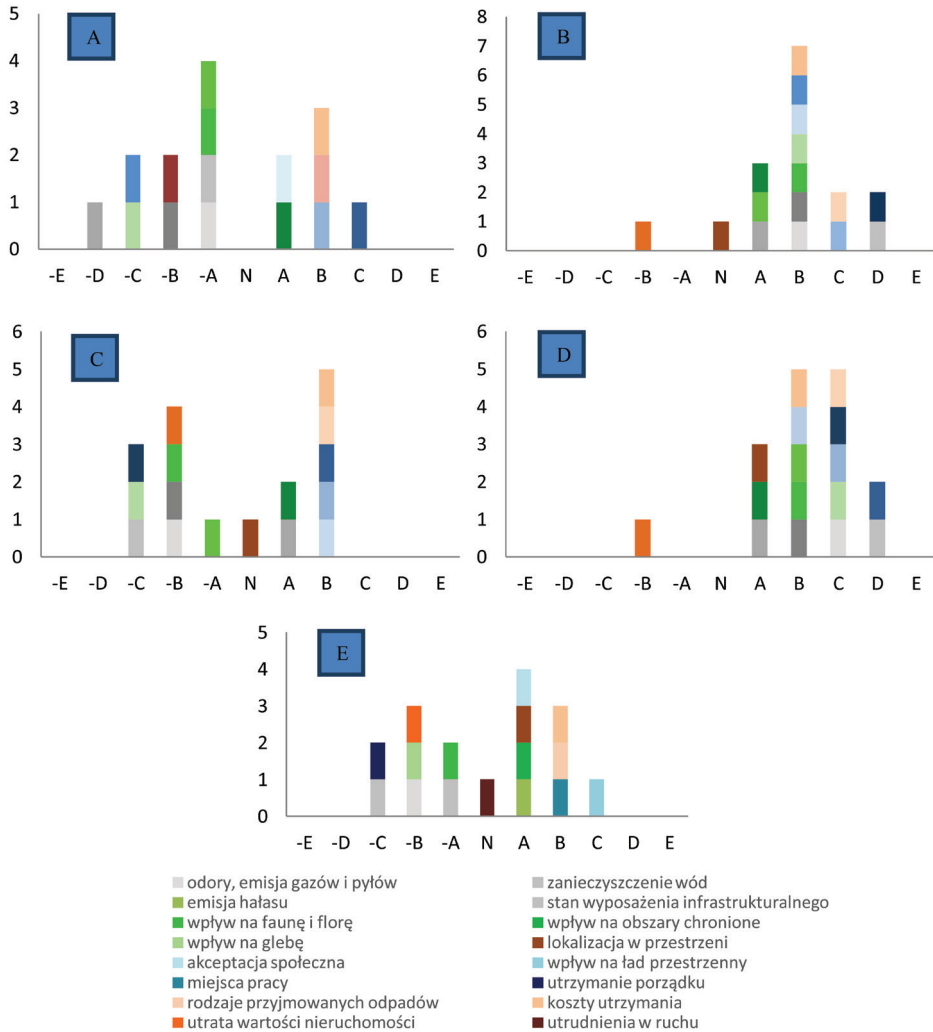 5
4
3
2
1
0
A
-E -D -C -B -A N A B C D E
8
7
6
5
4
3
2
1
0
B
-E -D -C -B -A N A B C D E
6
5
4
3
2
1
0
C
-E -D -C -B -A N A B C D E
6
5
4
3
2
1
0
D
-E -D -C -B -A N A B C D E
5
4
3
2
1
0
E
-E -D -C -B -A N A B C D E
odory, emisja gazów i pyłów
zanieczyszczenie wód
emisja hałasu
stan wyposażenia infrastrukturalnego
wpływ na faunę i florę
wpływ na obszary chronione
wpływ na glebę
lokalizacja w przestrzeni
akceptacja społeczna
wpływ na ład przestrzenny
miejsca pracy
utrzymanie porządku
rodzaje przyjmowanych odpadów
koszty utrzymania
utrata wartości nieruchomości
utrudnienia w ruchu